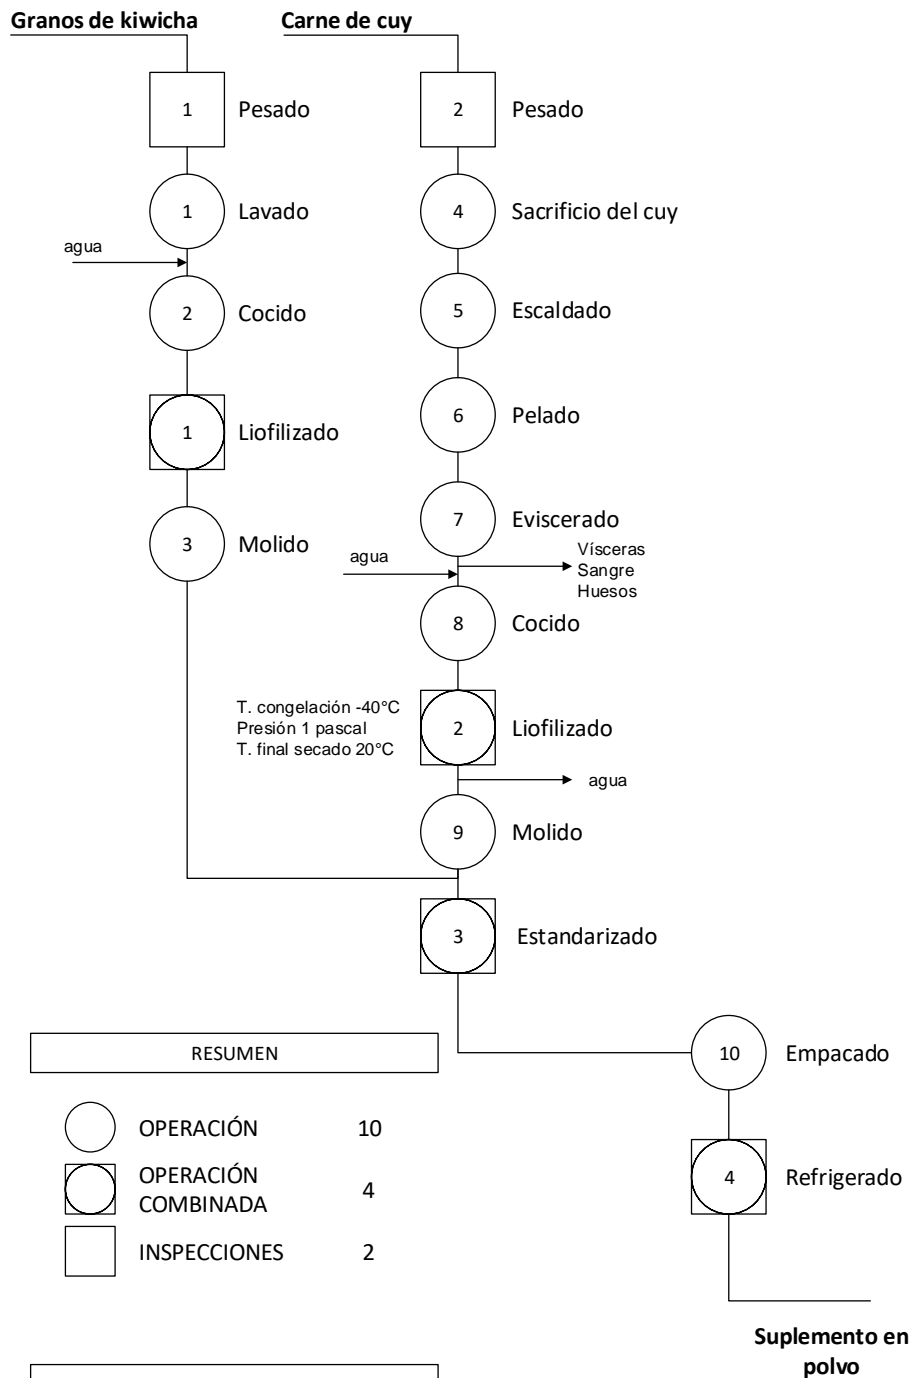 Granos de kiwicha
Carne de cuy
1 Pesado
2 Pesado
1 Lavado
4 Sacrificio del cuy
agua
2 Cocido
5 Escaldado
1 Liofilizado
6 Pelado
3 Molido
7 Eviscerado
agua
Vísceras
Sangre
Huesos
8 Cocido
T. congelación -40°C
Presión 1 pascal
T. final secado 20°C
2 Liofilizado
agua
9 Molido
3 Estandarizado
10 Empacado
4 Refrigerado
RESUMEN
OPERACIÓN 10
OPERACIÓN
COMBINADA 4
INSPECCIONES 2
Suplemento en
polvo